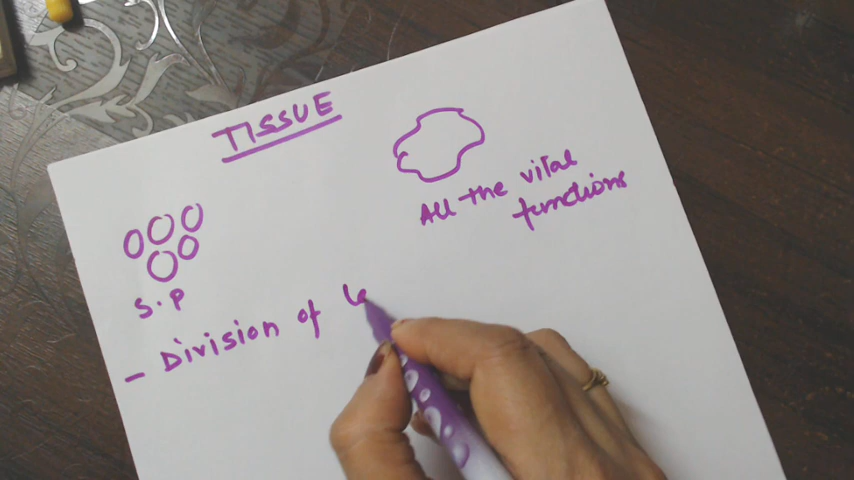 TISSUE
All the vital
functions
S.P
- Division of